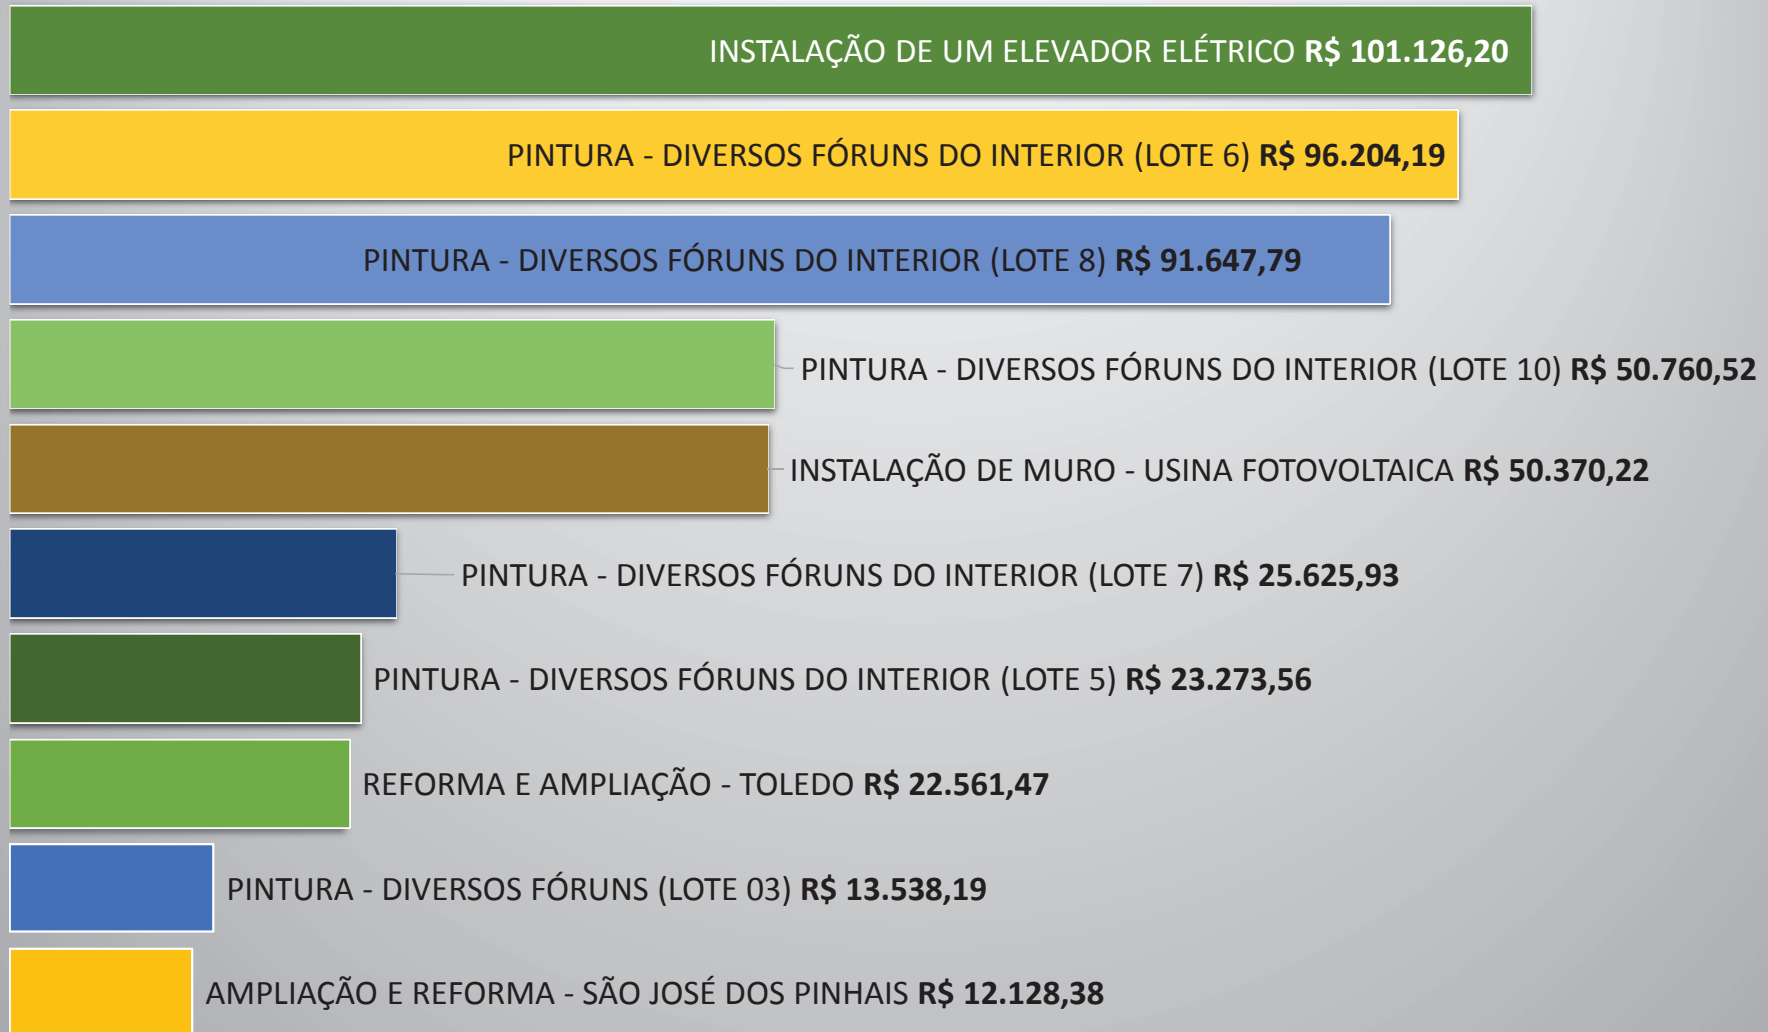 INSTALAÇÃO DE UM ELEVADOR ELÉTRICO R$ 101.126,20
PINTURA - DIVERSOS FÓRUNS DO INTERIOR (LOTE 6) R$ 96.204,19
PINTURA - DIVERSOS FÓRUNS DO INTERIOR (LOTE 8) R$ 91.647,79
PINTURA - DIVERSOS FÓRUNS DO INTERIOR (LOTE 10) R$ 50.760,52
INSTALAÇÃO DE MURO - USINA FOTOVOLTAICA R$ 50.370,22
PINTURA - DIVERSOS FÓRUNS DO INTERIOR (LOTE 7) R$ 25.625,93
PINTURA - DIVERSOS FÓRUNS DO INTERIOR (LOTE 5) R$ 23.273,56
REFORMA E AMPLIAÇÃO - TOLEDO R$ 22.561,47
PINTURA - DIVERSOS FÓRUNS (LOTE 03) R$ 13.538,19
AMPLIAÇÃO E REFORMA - SÃO JOSÉ DOS PINHAIS R$ 12.128,38